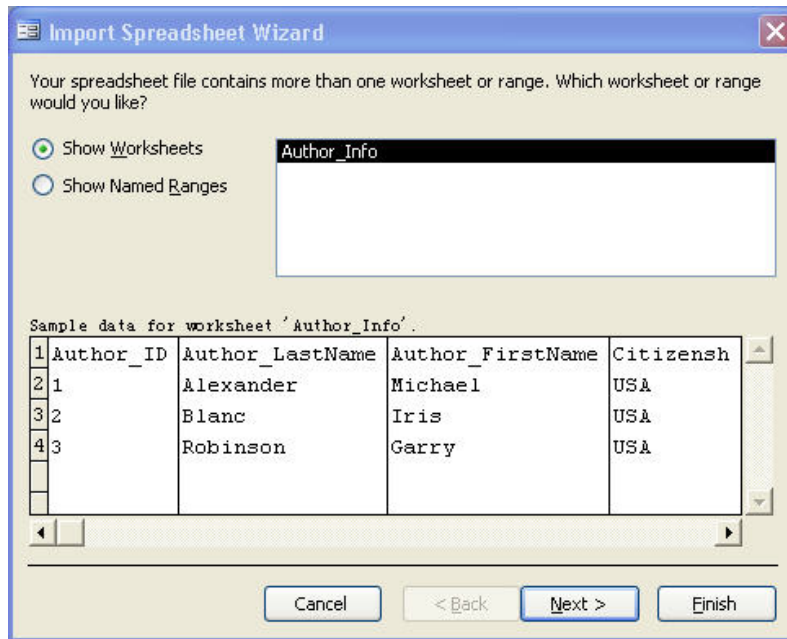 Import Spreadsheet Wizard
Your spreadsheet file contains more than one worksheet or range. Which worksheet or range
would you like?
Show Worksheets
Author_Info
Show Named Ranges
Sample data for worksheet 'Author_Info'.
1 Author_ID Author_LastName Author_FirstName Citizensh
2 1 Alexander Michael USA
3 2 Blanc Iris USA
4 3 Robinson Garry USA
Cancel < Back Next > Finish